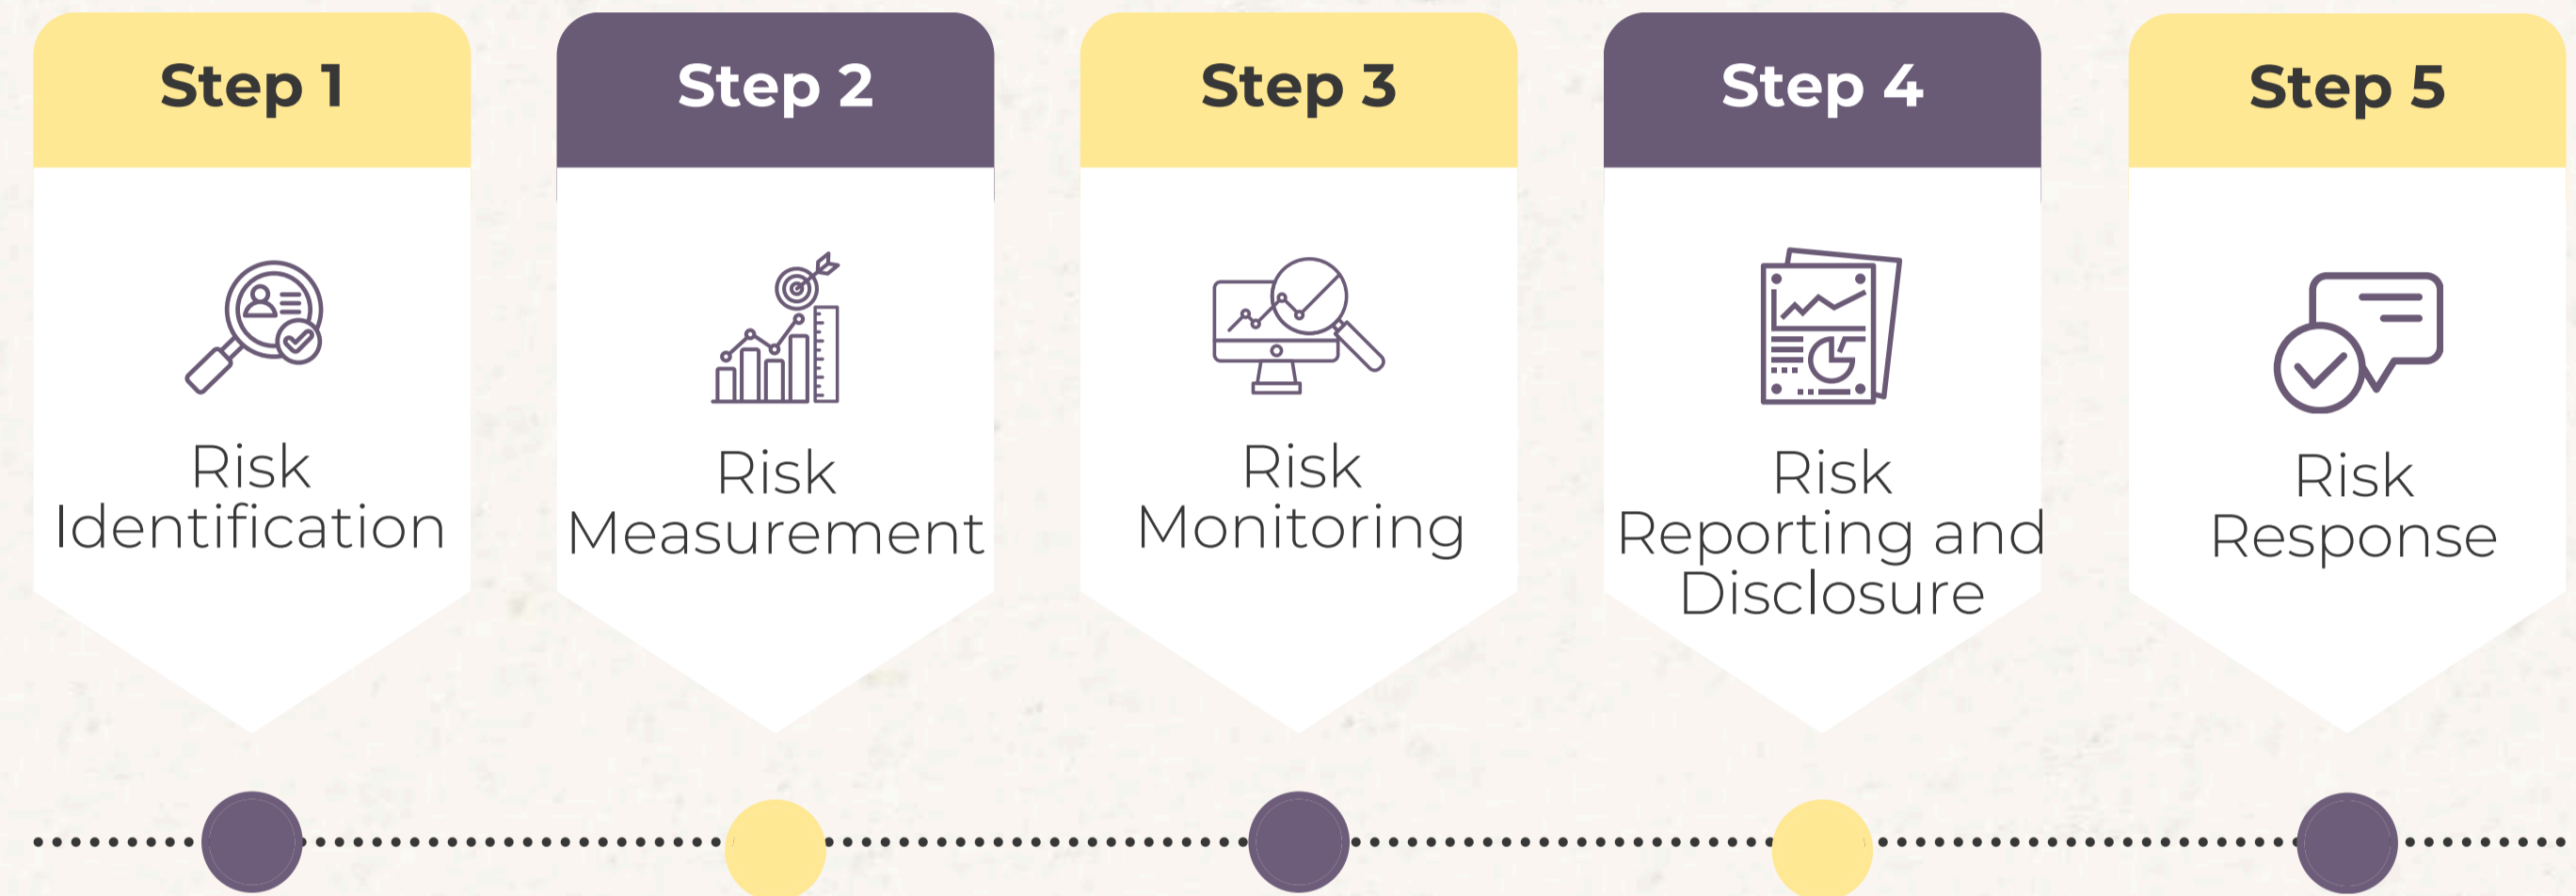 Step 1
Risk
Identification
Step 2
Risk
Measurement
Step 3
Risk
Monitoring
Step 4
Risk
Reporting and
Disclosure
Step 5
Risk
Response